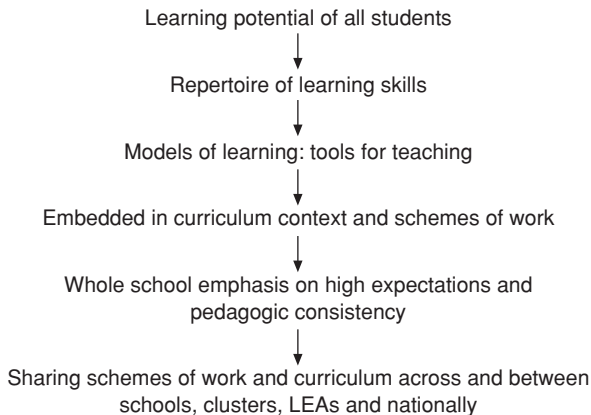 Learning potential of all students
Repertoire of learning skills
Models of learning: tools for teaching
Embedded in curriculum context and schemes of work
Whole school emphasis on high expectations and
pedagogic consistency
Sharing schemes of work and curriculum across and between
schools, clusters, LEAs and nationally